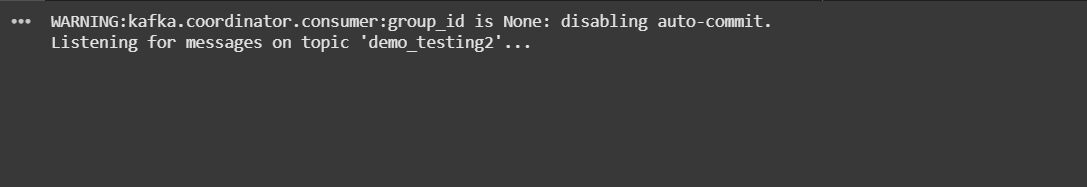 WARNING:kafka.coordinator.consumer:group_id is None: disabling auto-commit.
Listening for messages on topic 'demo_testing2'...